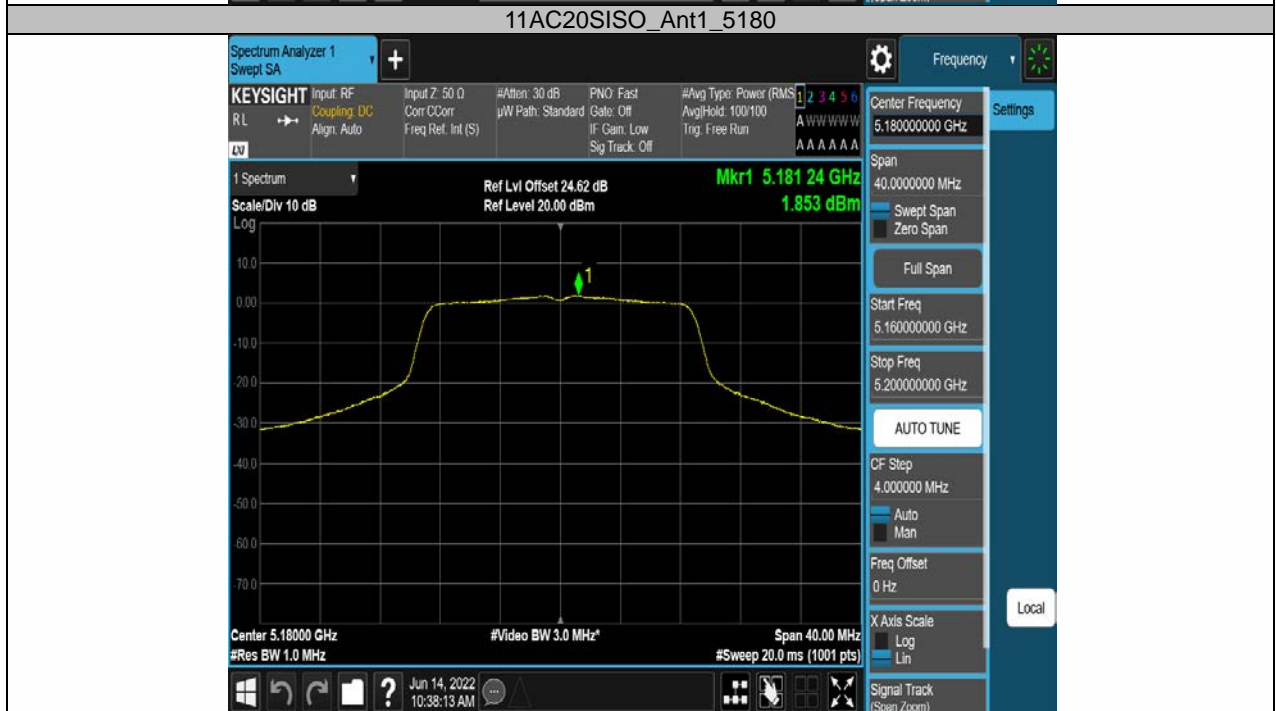 11AC20SISO_Ant1_5180
Spectrum Analyzer 1
Swept SA
Frequency
KEYSIGHT
RL
LXI
Input: RF
Coupling: DC
Align: Auto
Input Z: 50 Ω
Corr CCorr
Freq Ref: Int (S)
#Atten: 30 dB
µW Path: Standard
PNO: Fast
Gate: Off
IF Gain: Low
Sig Track: Off
#Avg Type: Power (RMS
Avg|Hold: 100/100
Trig: Free Run
1 2 3 4 5 6
A W W W W W
A A A A A A
1 Spectrum
Scale/Div 10 dB
Log
Ref Lvl Offset 24.62 dB
Ref Level 20.00 dBm
Mkr1 5.181 24 GHz
1.853 dBm
10.0
0.00
-10.0
-20.0
-30.0
-40.0
-50.0
-60.0
-70.0
1
Center 5.18000 GHz
#Res BW 1.0 MHz
#Video BW 3.0 MHz*
Span 40.00 MHz
#Sweep 20.0 ms (1001 pts)
Jun 14, 2022
10:38:13 AM
Center Frequency
5.180000000 GHz
Span
40.0000000 MHz
Swept Span
Zero Span
Full Span
Start Freq
5.160000000 GHz
Stop Freq
5.200000000 GHz
AUTO TUNE
CF Step
4.000000 MHz
Auto
Man
Freq Offset
0 Hz
X Axis Scale
Log
Lin
Signal Track
(Span Zoom)
Settings
Local